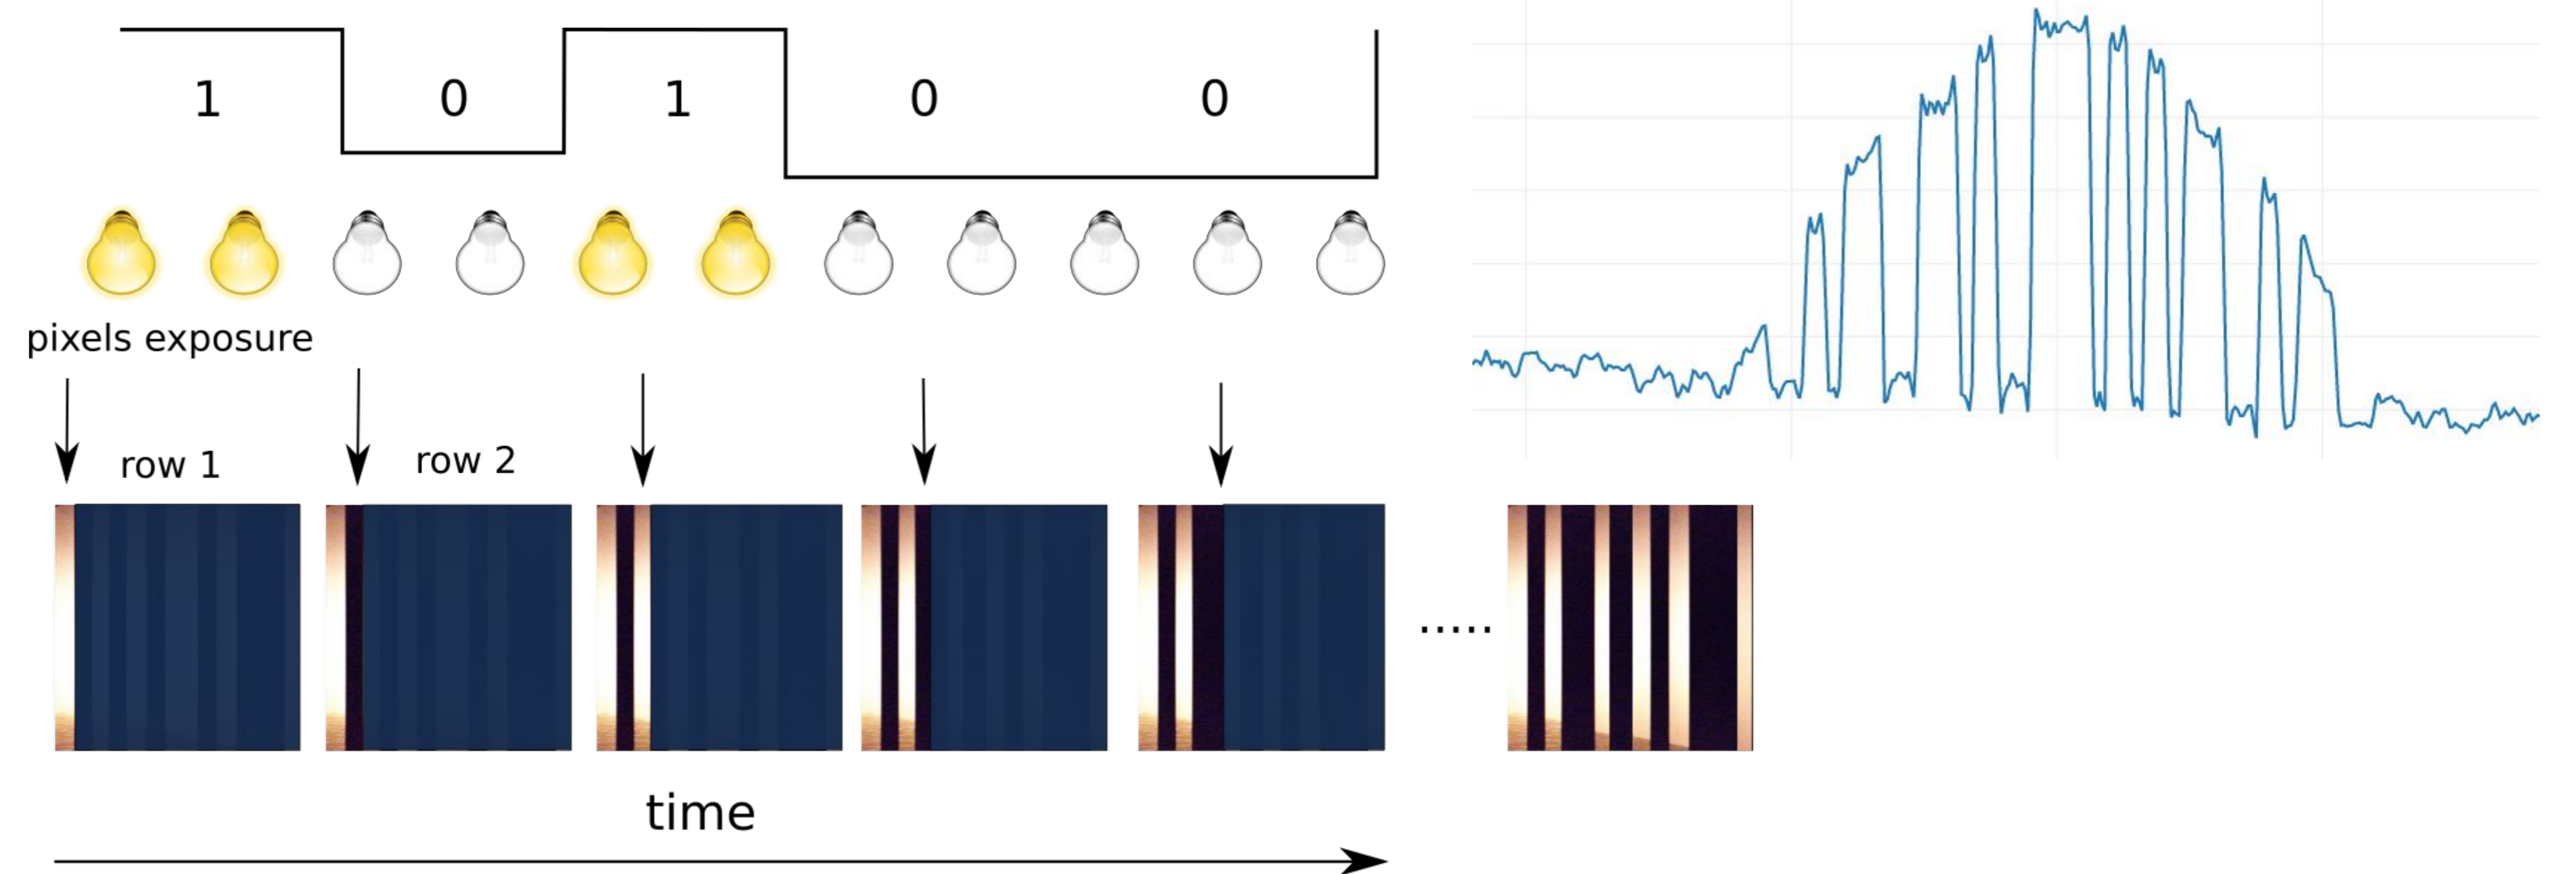 1 0 1 0 0
pixels exposure
row 1 row 2
.....
time